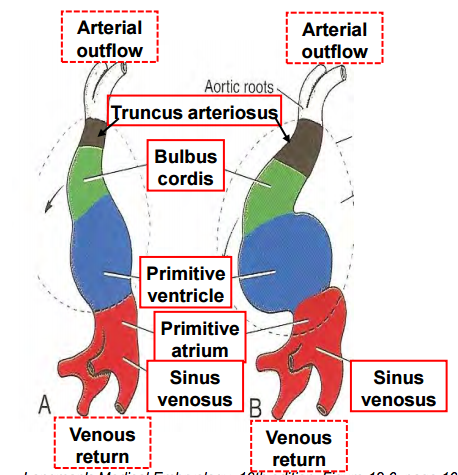 Arterial
outflow
Arterial
outflow
Aortic roots
Truncus arteriosus
Bulbus
cordis
Primitive
ventricle
Primitive
atrium
Sinus
venosus
Sinus
venosus
A
B
Venous
return
Venous
return